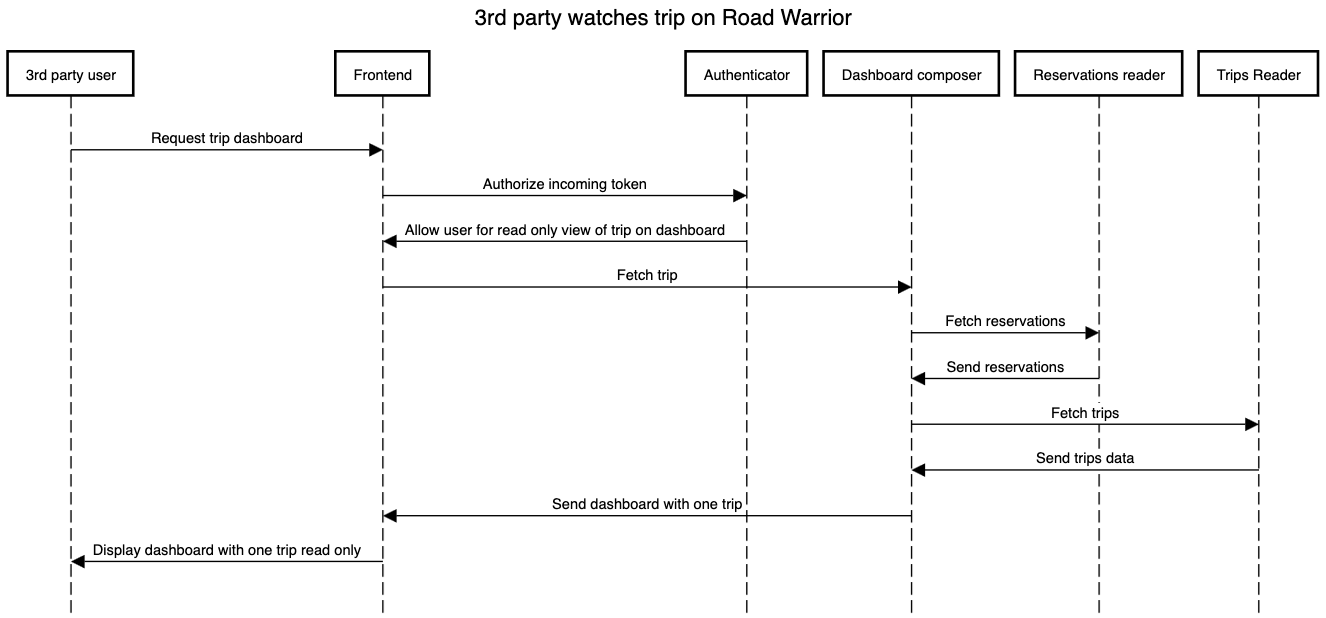 3rd party watches trip on Road Warrior
3rd party user
Frontend
Authenticator
Dashboard composer
Reservations reader
Trips Reader
Request trip dashboard
Authorize incoming token
Allow user for read only view of trip on dashboard
Fetch trip
Fetch reservations
Send reservations
Fetch trips
Send trips data
Send dashboard with one trip
Display dashboard with one trip read only